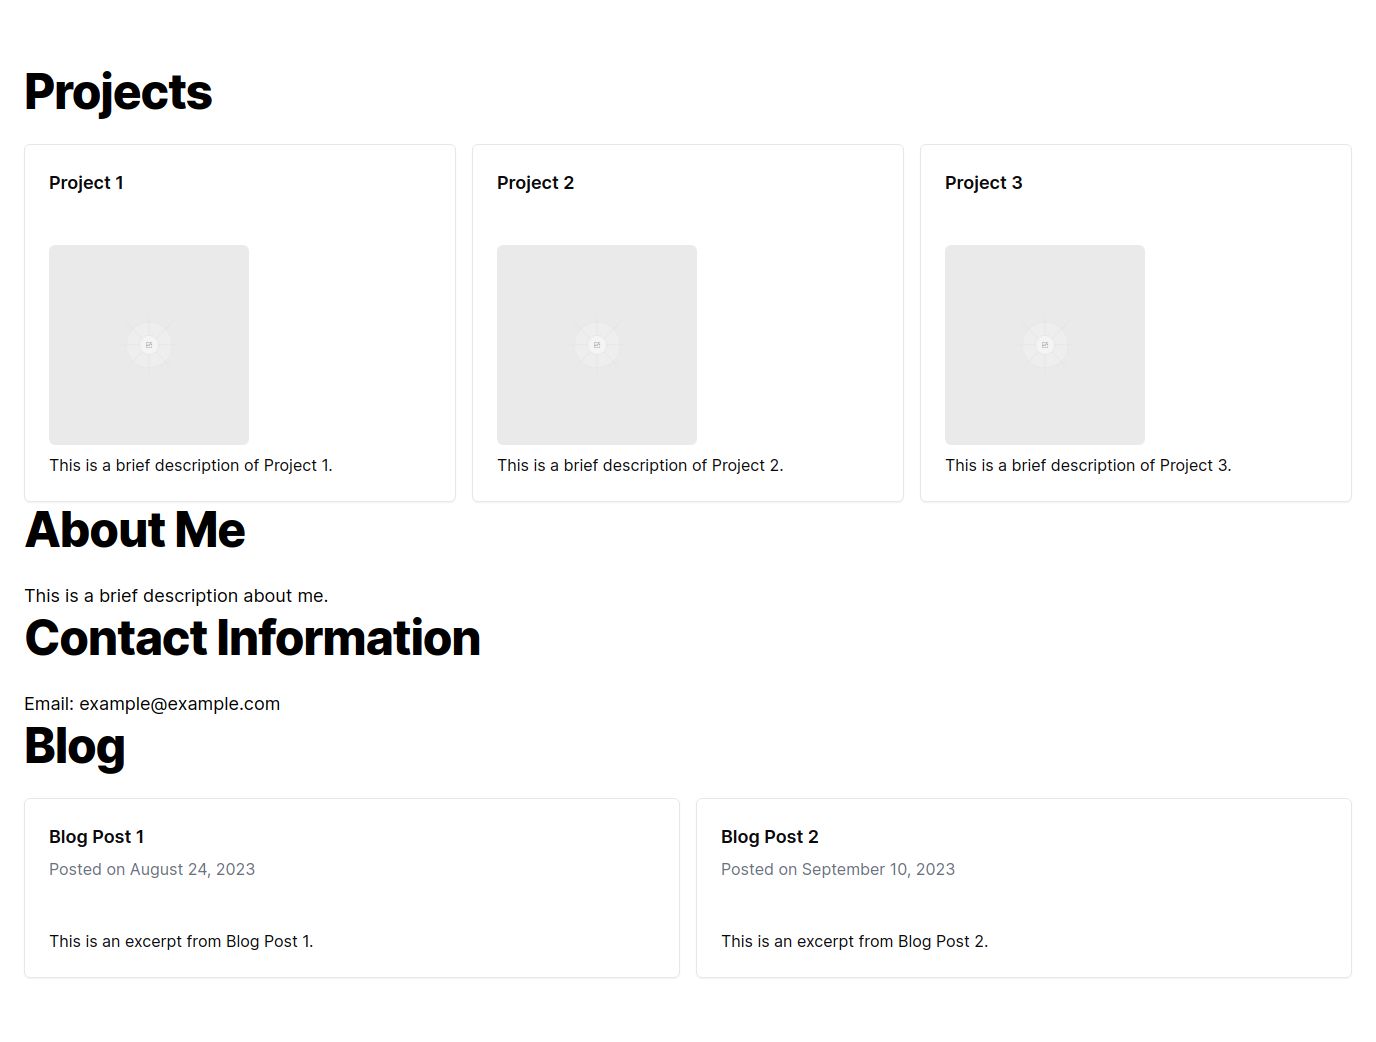 Projects
Project 1
Project 2
Project 3
This is a brief description of Project 1.
This is a brief description of Project 2.
This is a brief description of Project 3.
About Me
This is a brief description about me.
Contact Information
Email: example@example.com
Blog
Blog Post 1
Posted on August 24, 2023
This is an excerpt from Blog Post 1.
Blog Post 2
Posted on September 10, 2023
This is an excerpt from Blog Post 2.